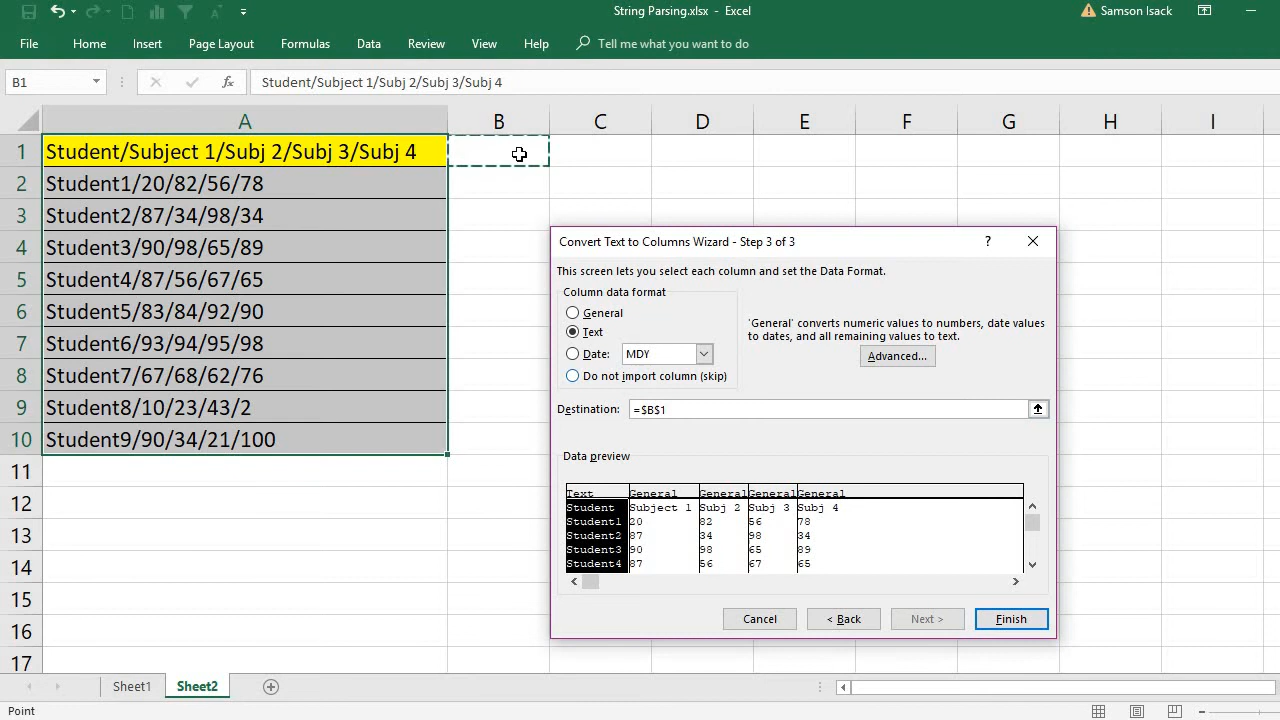 String Parsing.xlsx - Excel
Samson Isack
File Home Insert Page Layout Formulas Data Review View Help Tell me what you want to do
B1 fx Student/Subject 1/Subj 2/Subj 3/Subj 4
A B C D E F G H I
1 Student/Subject 1/Subj 2/Subj 3/Subj 4
2 Student1/20/82/56/78
3 Student2/87/34/98/34
4 Student3/90/98/65/89
5 Student4/87/56/67/65
6 Student5/83/84/92/90
7 Student6/93/94/95/98
8 Student7/67/68/62/76
9 Student8/10/23/43/2
10 Student9/90/34/21/100
11
12
13
14
15
16
17
Convert Text to Columns Wizard - Step 3 of 3 ?
This screen lets you select each column and set the Data Format.
Column data format
General
Text
Date: MDY
Do not import column (skip)
'General' converts numeric values to numbers, date values
to dates, and all remaining values to text.
Advanced...
Destination: =$B$1
Data preview
Text General General General General
Student Subject 1 Subj 2 Subj 3 Subj 4
Student1 20 82 56 78
Student2 87 34 98 34
Student3 90 98 65 89
Student4 87 56 67 65
Cancel < Back Next > Finish
Sheet1 Sheet2
Point